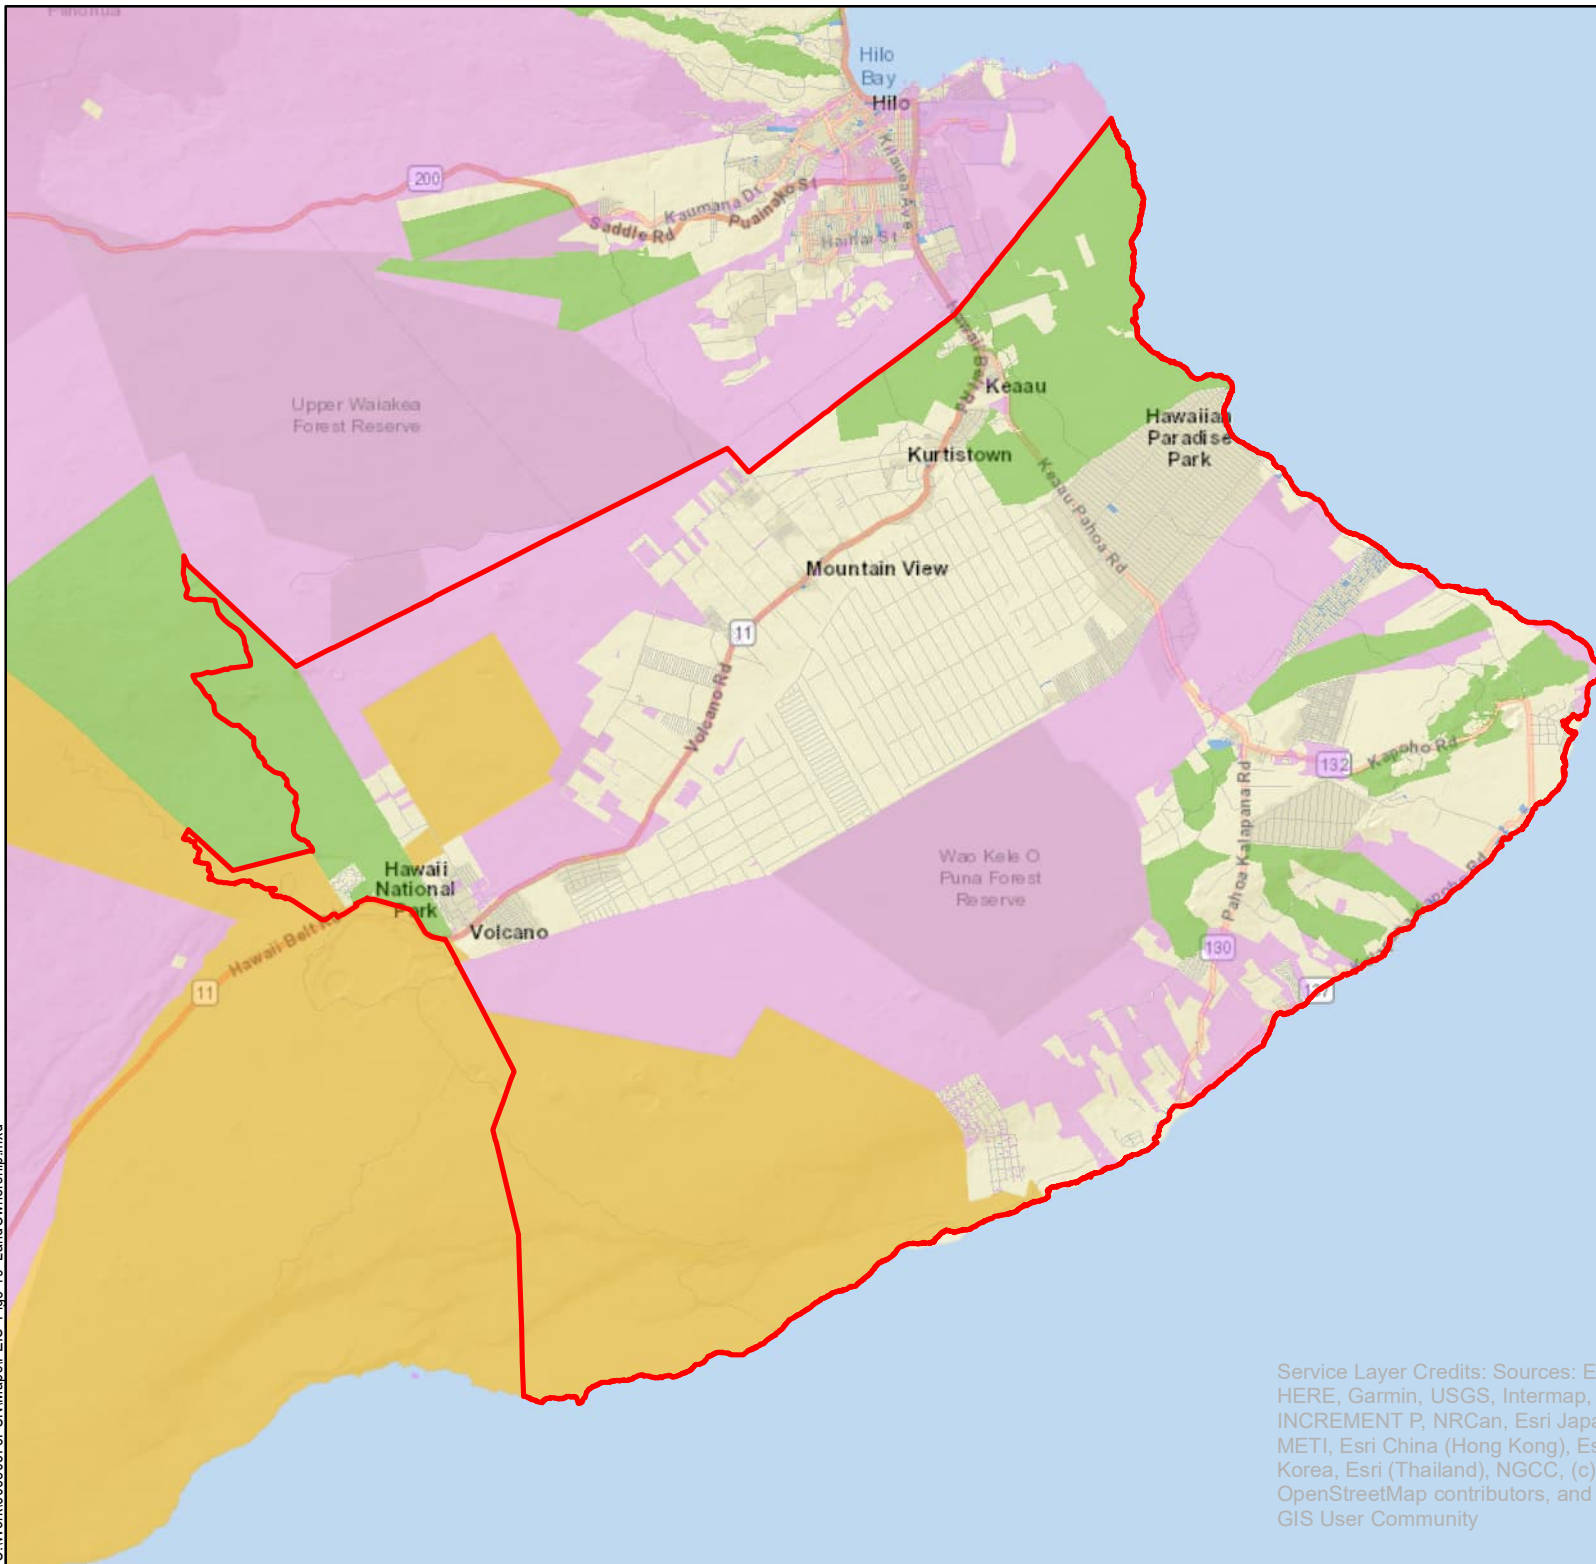 Hilo
Bay
Hilo
200
Kilauea Ave
Kaumana Dr
Puainako St
Saddle Rd
Haihai St
Upper Waiakea
Forest Reserve
Hawaii Belt Rd
Keaau
Hawaiian
Paradise
Park
Kurtistown
Keaau-Pahoa Rd
Mountain View
11
Volcano Rd
132
Kapoho Rd
Pahoa Kalapana Rd
Wao Kele O
Puna Forest
Reserve
Hawaii
National
Park
Volcano
130
137
Hawaii Belt
11
Service Layer Credits: Sources: E
HERE, Garmin, USGS, Intermap,
INCREMENT P, NRCan, Esri Japa
METI, Esri China (Hong Kong), Es
Korea, Esri (Thailand), NGCC, (c)
OpenStreetMap contributors, and
GIS User Community